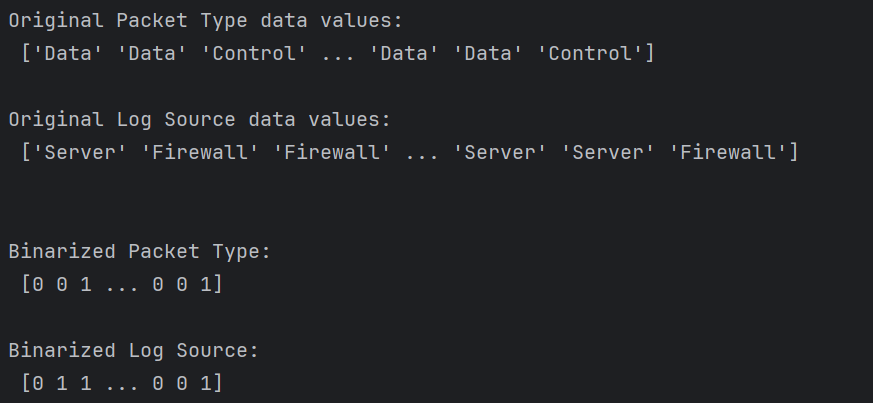 Original Packet Type data values:
['Data' 'Data' 'Control' ... 'Data' 'Data' 'Control']
Original Log Source data values:
['Server' 'Firewall' 'Firewall' ... 'Server' 'Server' 'Firewall']
Binarized Packet Type:
[0 0 1 ... 0 0 1]
Binarized Log Source:
[0 1 1 ... 0 0 1]